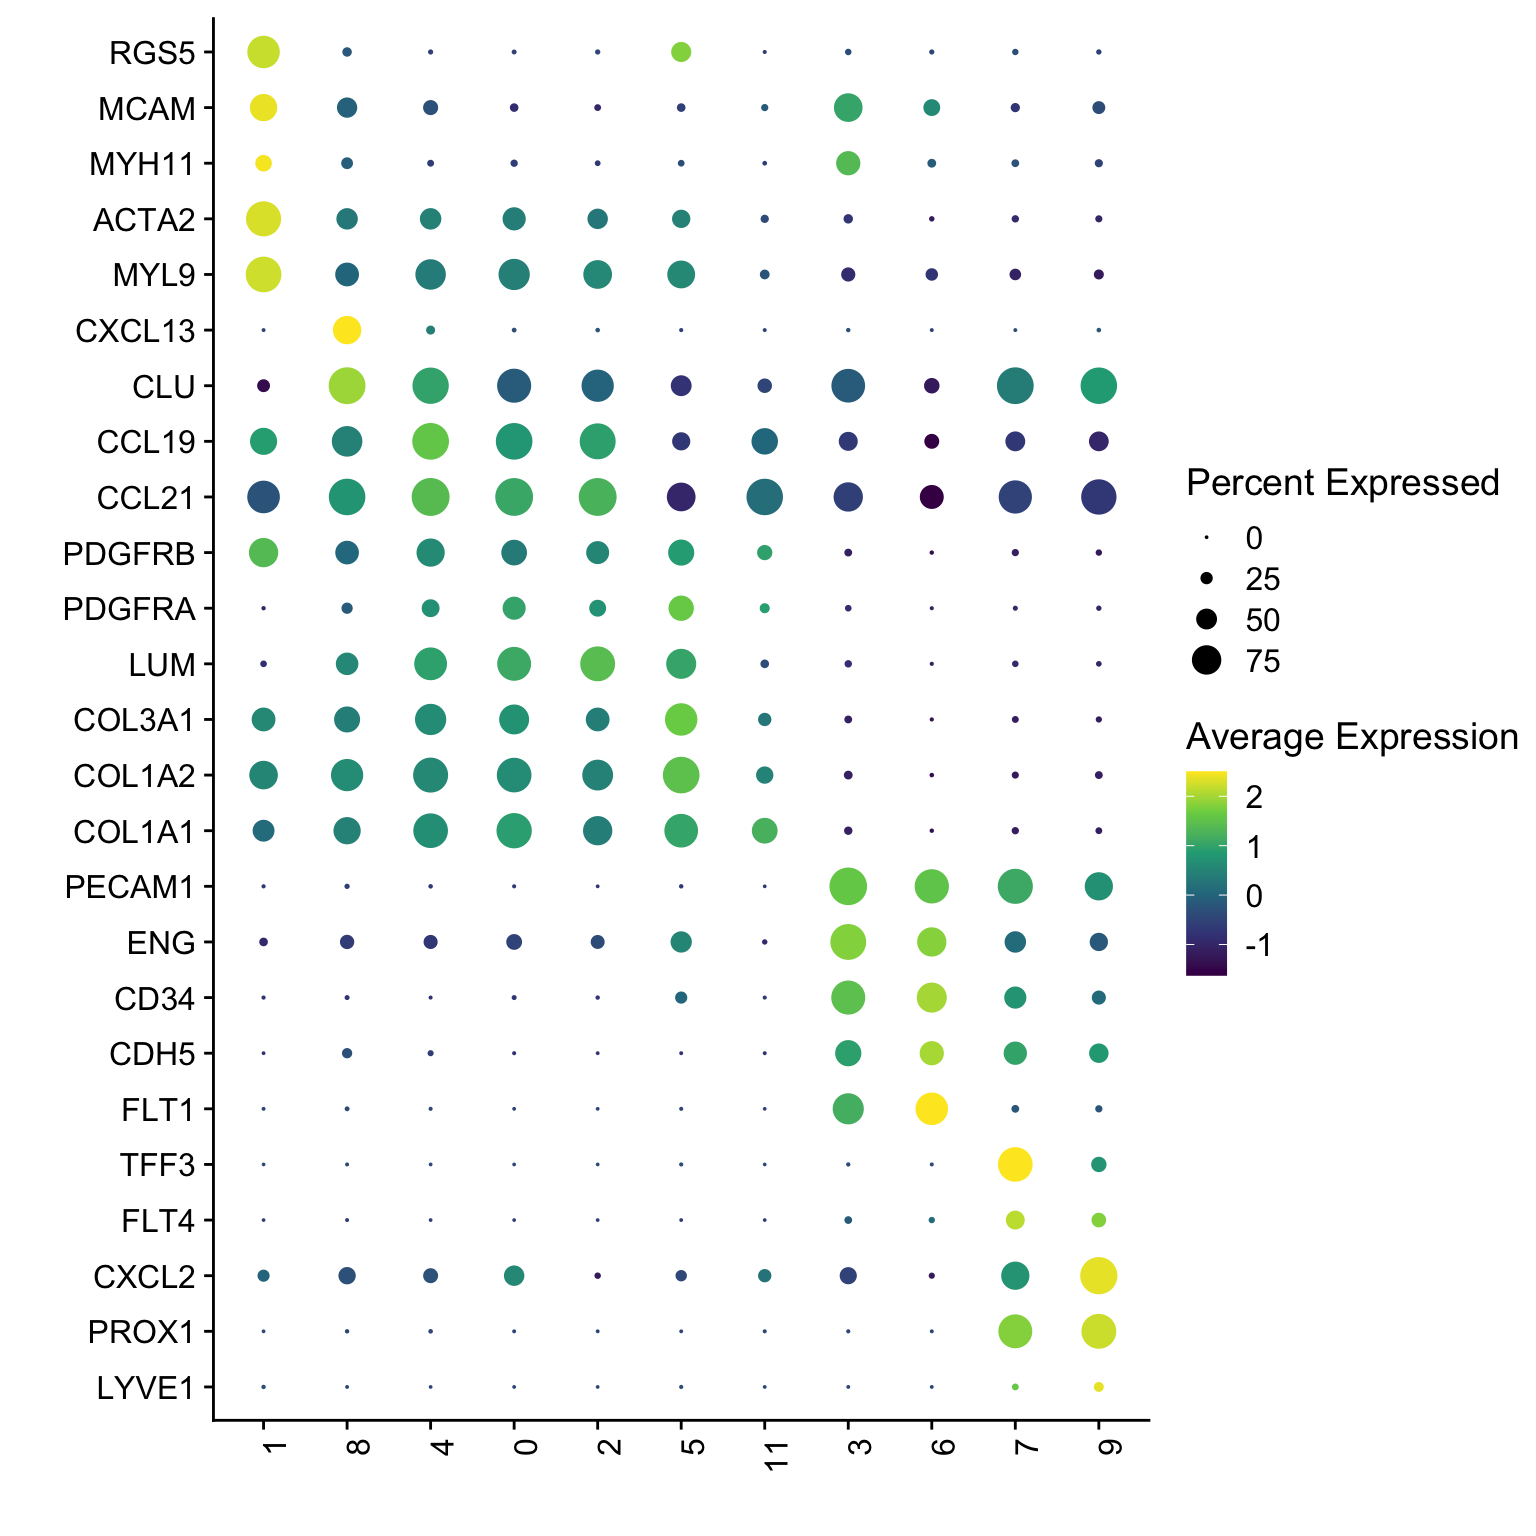 RGS5
MCAM
MYH11
ACTA2
MYL9
CXCL13
CLU
CCL19
CCL21
PDGFRB
PDGFRA
LUM
COL3A1
COL1A2
COL1A1
PECAM1
ENG
CD34
CDH5
FLT1
TFF3
FLT4
CXCL2
PROX1
LYVE1
1 8 4 0 2 5 11 3 6 7 9
Percent Expressed
0
25
50
75
Average Expression
2
1
0
-1